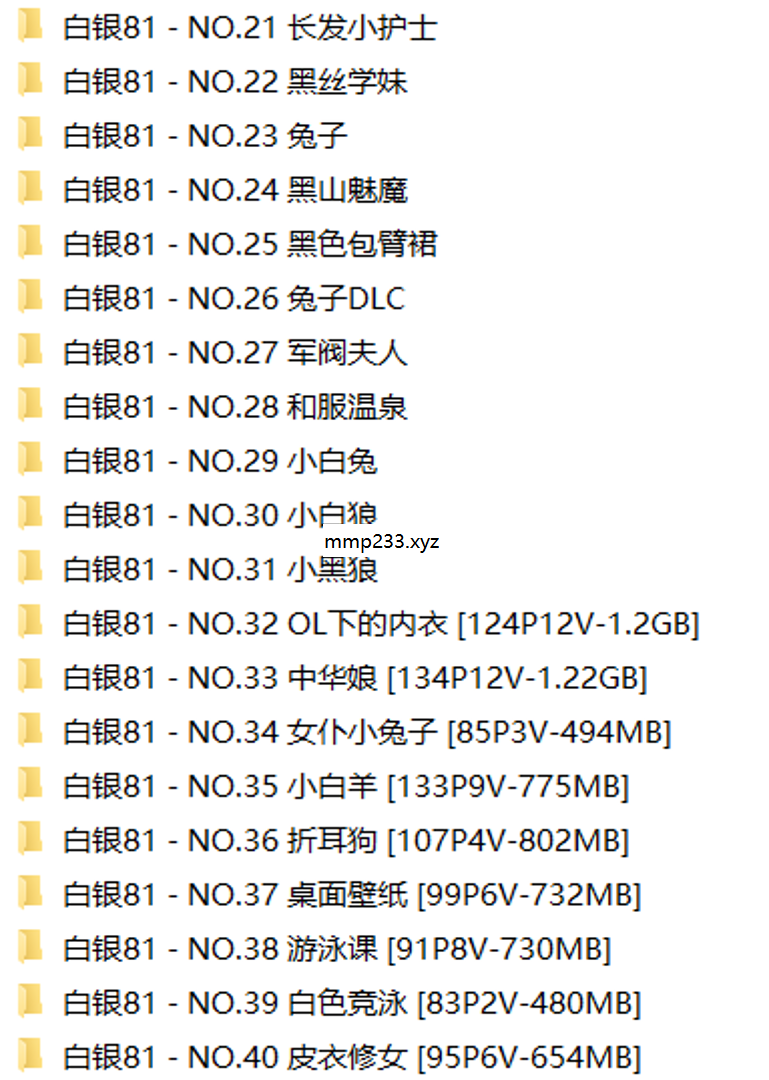 白银81 - NO.21 长发小护士
白银81 - NO.22 黑丝学妹
白银81 - NO.23 兔子
白银81 - NO.24 黑山魅魔
白银81 - NO.25 黑色包臂裙
白银81 - NO.26 兔子DLC
白银81 - NO.27 军阀夫人
白银81 - NO.28 和服温泉
白银81 - NO.29 小白兔
白银81 - NO.30 小白狼
mmp233.xyz
白银81 - NO.31 小黑狼
白银81 - NO.32 OL下的内衣 [124P12V-1.2GB]
白银81 - NO.33 中华娘 [134P12V-1.22GB]
白银81 - NO.34 女仆小兔子 [85P3V-494MB]
白银81 - NO.35 小白羊 [133P9V-775MB]
白银81 - NO.36 折耳狗 [107P4V-802MB]
白银81 - NO.37 桌面壁纸 [99P6V-732MB]
白银81 - NO.38 游泳课 [91P8V-730MB]
白银81 - NO.39 白色竞泳 [83P2V-480MB]
白银81 - NO.40 皮衣修女 [95P6V-654MB]